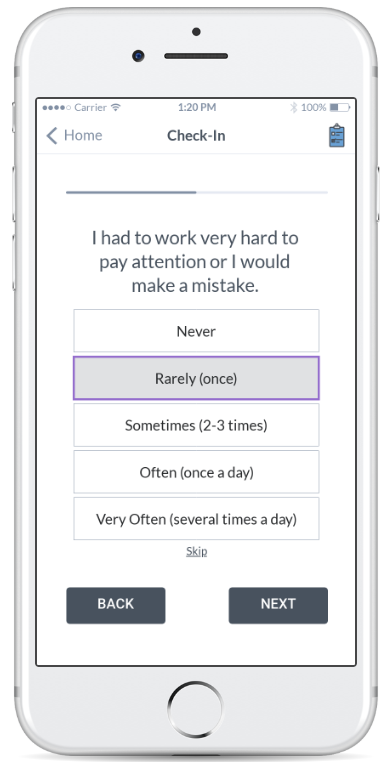 Carrier 1:20 PM 100%
Home Check-In
I had to work very hard to
pay attention or I would
make a mistake.
Never
Rarely (once)
Sometimes (2-3 times)
Often (once a day)
Very Often (several times a day)
Skip
BACK NEXT